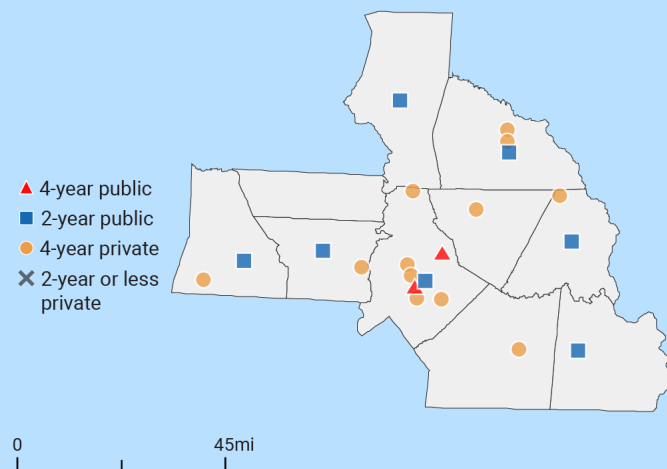 4-year public
2-year public
4-year private
2-year or less
private
0
45mi